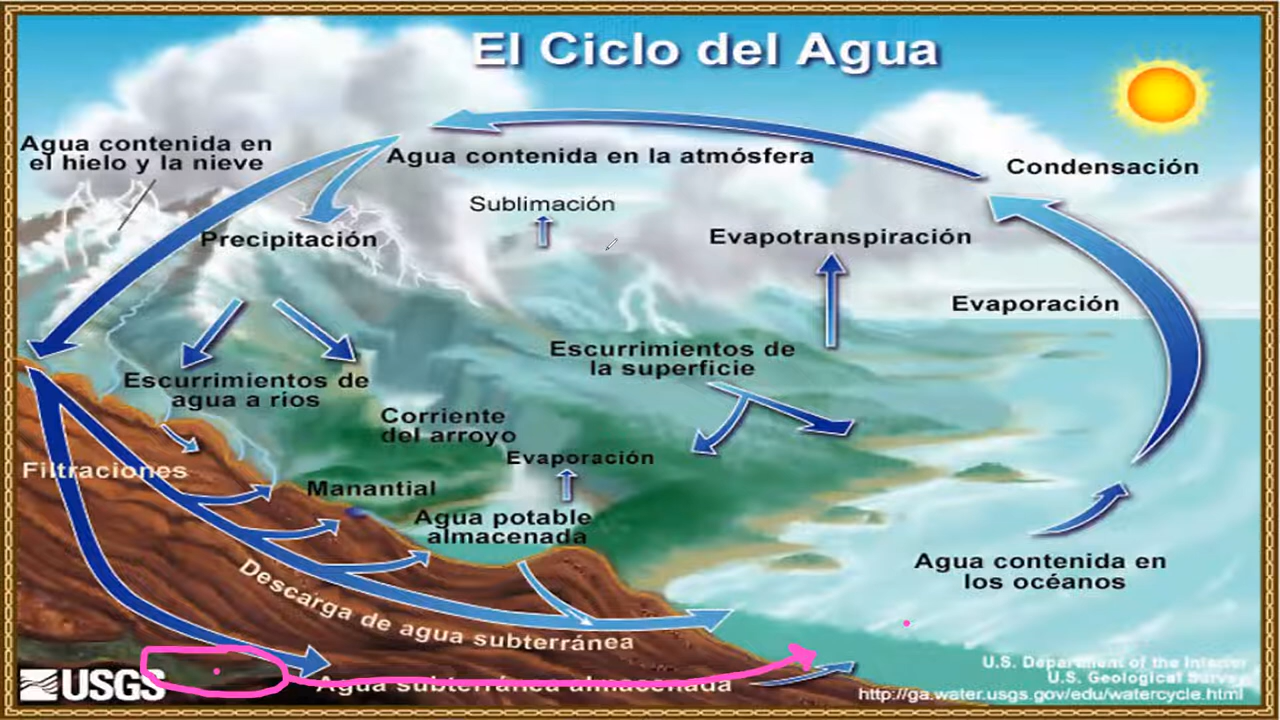 El Ciclo del Agua
Agua contenida en
el hielo y la nieve
Agua contenida en la atmósfera
Condensación
Sublimación
Precipitación
Evapotranspiración
Evaporación
Escurrimientos de
la superficie
Escurrimientos de
agua a ríos
Corriente
del arroyo
Evaporación
Filtraciones
Manantial
Agua potable
almacenada
Agua contenida en
los océanos
Descarga de agua subterránea
USGS
Agua subterránea almacenada
U.S. Department of the Interior
U.S. Geological Survey
http://ga.water.usgs.gov/edu/watercycle.html